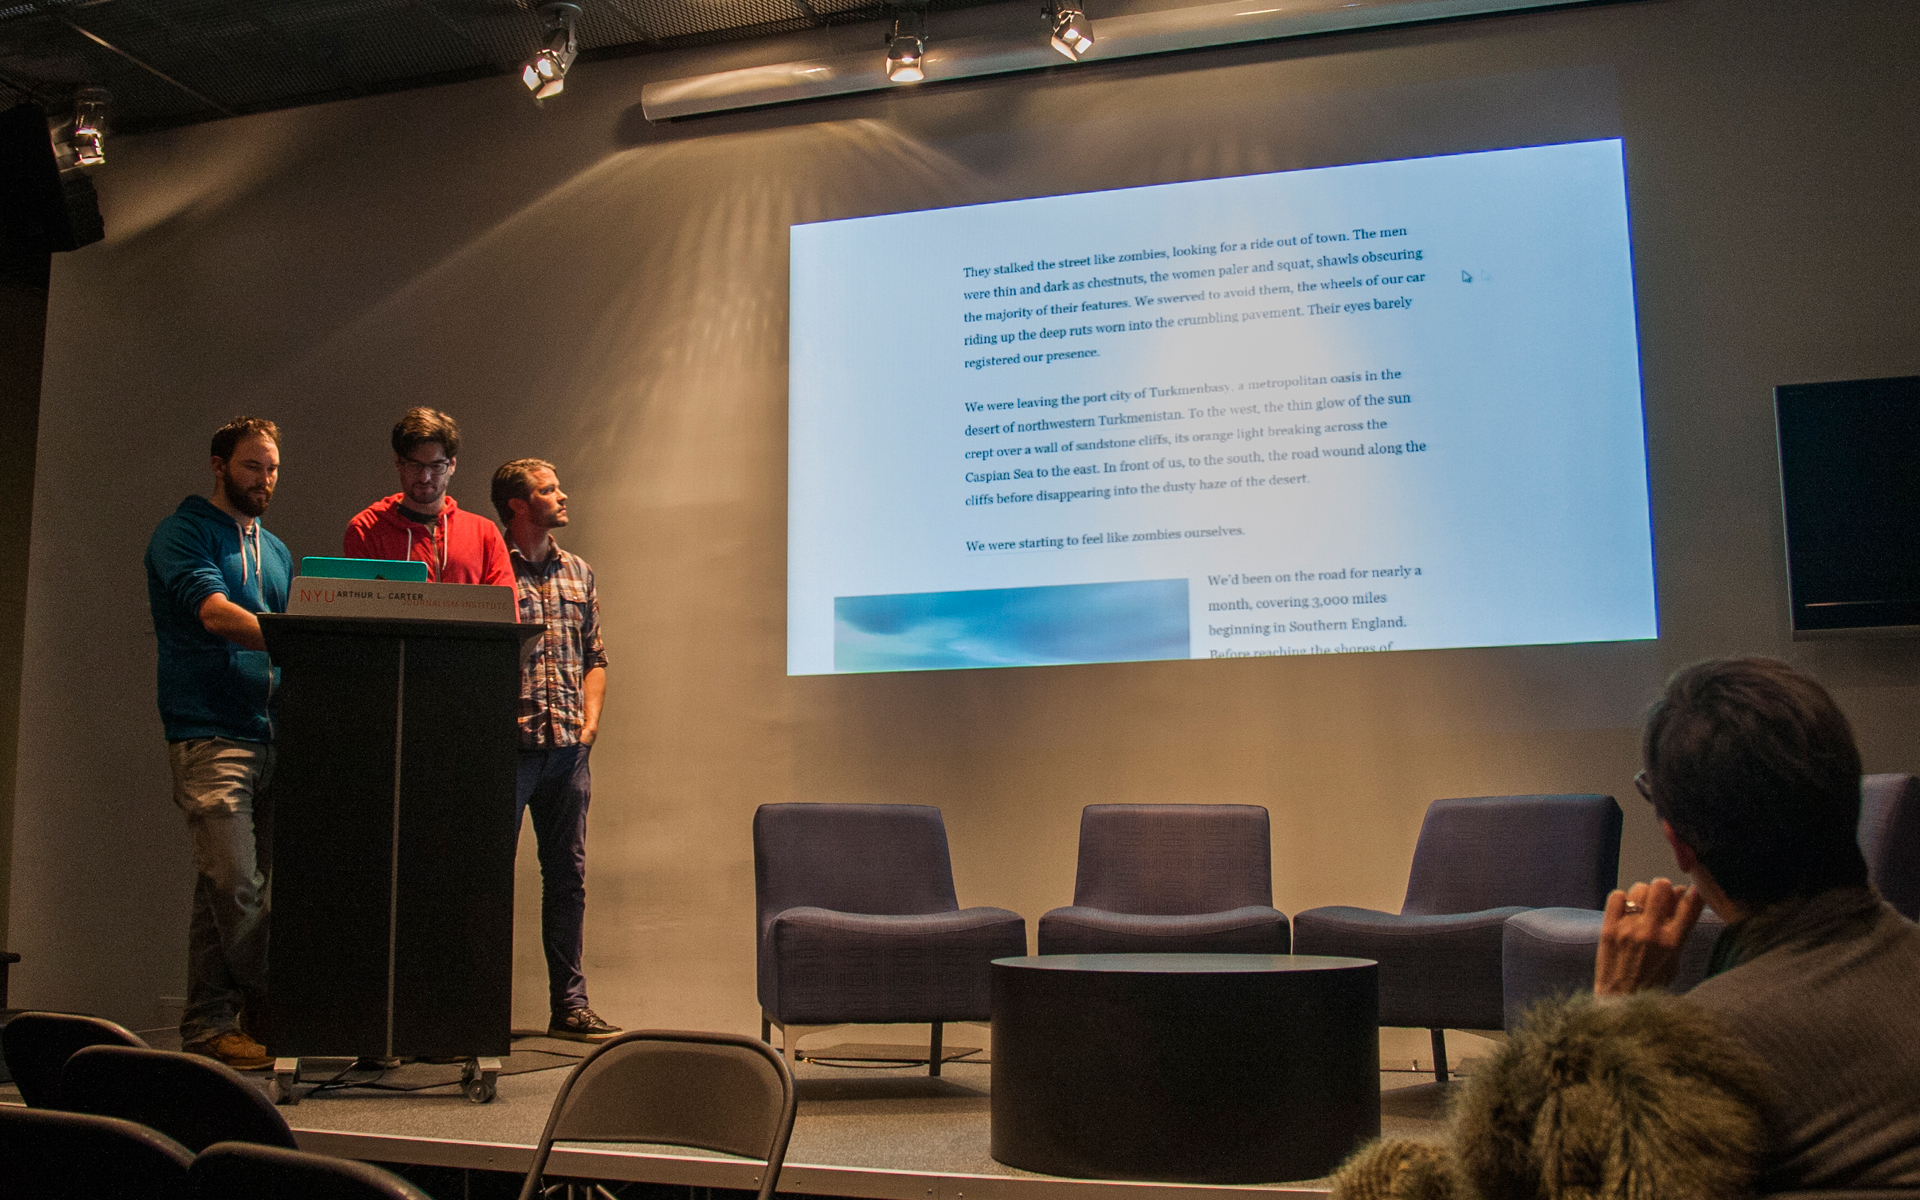 They stalked the street like zombies, looking for a ride out of town. The men
were thin and dark as chestnuts, the women paler and squat, shawls obscuring
the majority of their features. We swerved to avoid them, the wheels of our car
riding up the deep ruts worn into the crumbling pavement. Their eyes barely
registered our presence.
We were leaving the port city of Turkmenbasy, a metropolitan oasis in the
desert of northwestern Turkmenistan. To the west, the thin glow of the sun
crept over a wall of sandstone cliffs, its orange light breaking across the
Caspian Sea to the east. In front of us, to the south, the road wound along the
cliffs before disappearing into the dusty haze of the desert.
We were starting to feel like zombies ourselves.
We'd been on the road for nearly a
month, covering 3,000 miles
beginning in Southern England.
Before reaching the shores of
NYU ARTHUR L. CARTER
JOURNALISM INSTITUTE